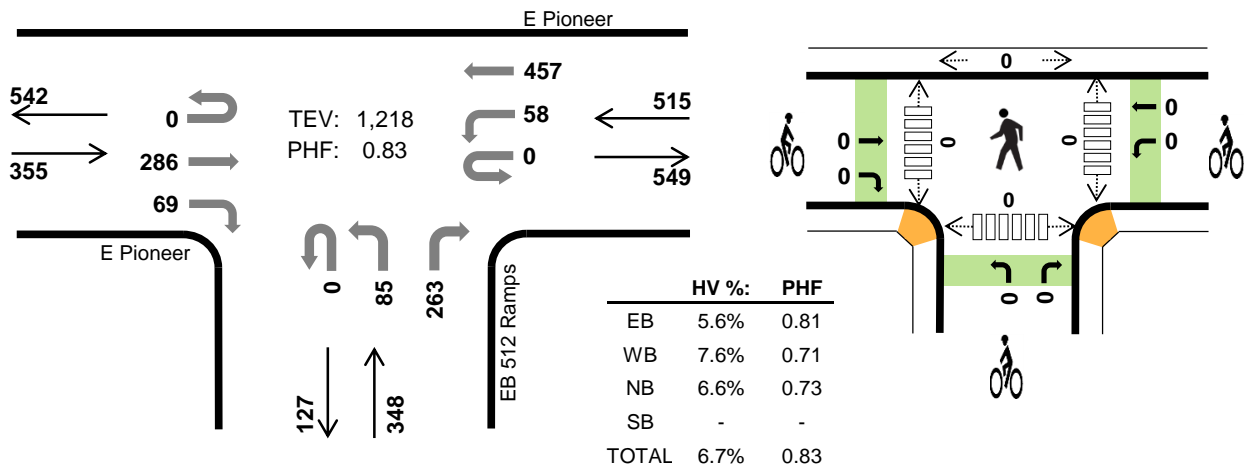 E Pioneer
542
0
286
69
355
TEV: 1,218
PHF: 0.83
457
58
0
515
549
E Pioneer
0
85
263
EB 512 Ramps
127
348
HV %: PHF
EB 5.6% 0.81
WB 7.6% 0.71
NB 6.6% 0.73
SB - -
TOTAL 6.7% 0.83
0
0
0
0
0
0
0
0
0
0